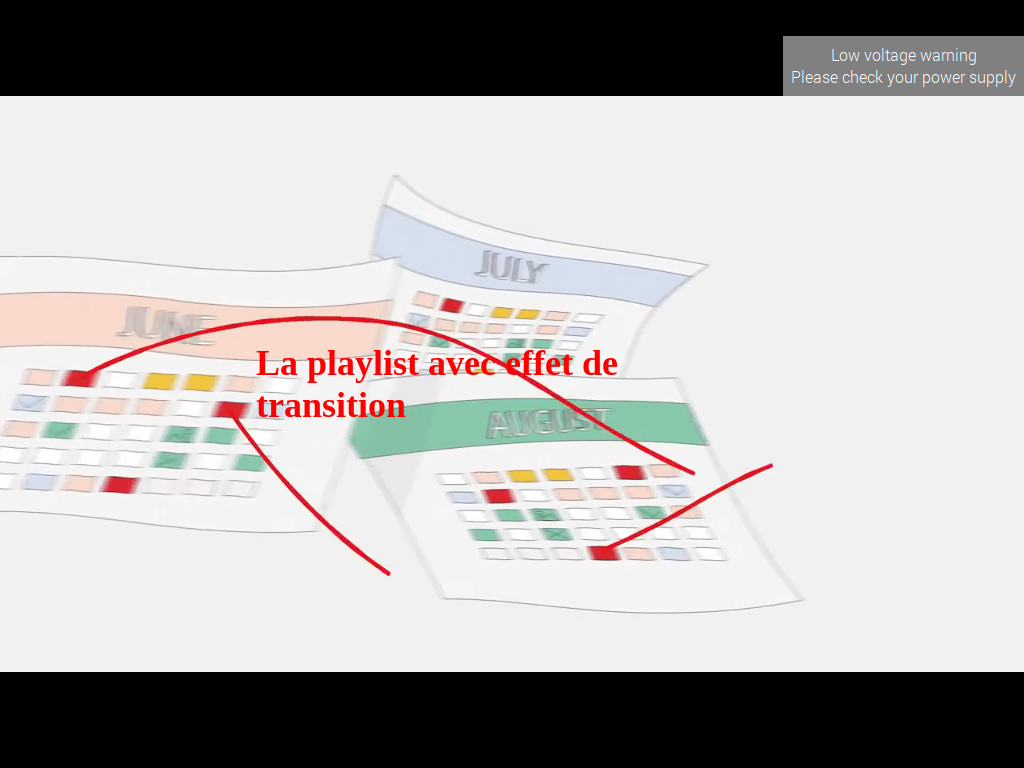 Low voltage warning
Please check your power supply
JULY
JUNE
La playlist avec effet de
transition
AUGUST